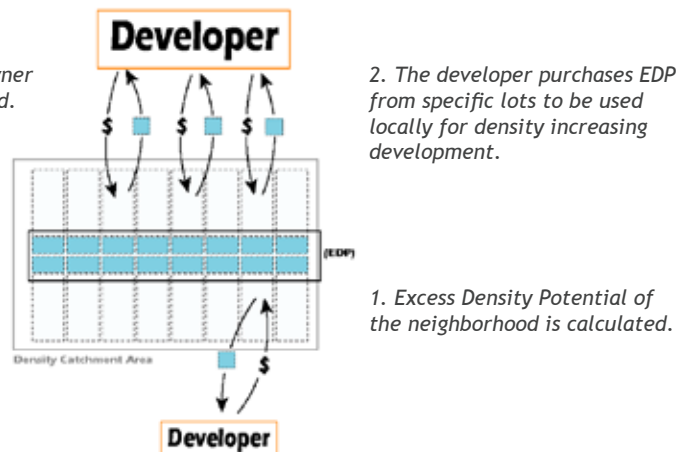 Developer
d.
2. The developer purchases EDP
from specific lots to be used
locally for density increasing
development.
$ $ $
(EDP)
1. Excess Density Potential of
the neighborhood is calculated.
Density Catchment Area
$
Developer